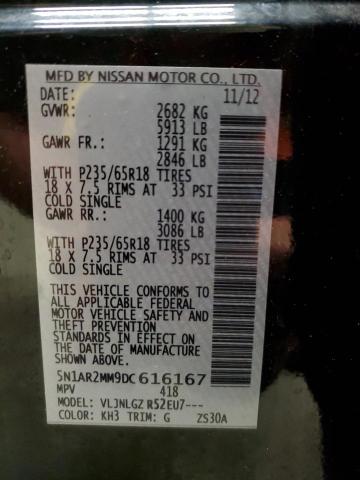 MFD BY NISSAN MOTOR CO., LTD.
DATE: 11/12
GVWR: 2682 KG
5913 LB
GAWR FR: 1291 KG
2846 LB
WITH P235/65R18 TIRES
18 X 7.5 RIMS AT 33 PSI
COLD SINGLE
GAWR RR: 1400 KG
3086 LB
WITH P235/65R18 TIRES
18 X 7.5 RIMS AT 33 PSI
COLD SINGLE
THIS VEHICLE CONFORMS TO
ALL APPLICABLE FEDERAL
MOTOR VEHICLE SAFETY AND
THEFT PREVENTION
STANDARDS IN EFFECT ON
THE DATE OF MANUFACTURE
SHOWN ABOVE.
5N1AR2MM9DC616167
MPV 418
MODEL: VLJNLGZ R52EU7---
COLOR: KH3 TRIM: G ZS30A